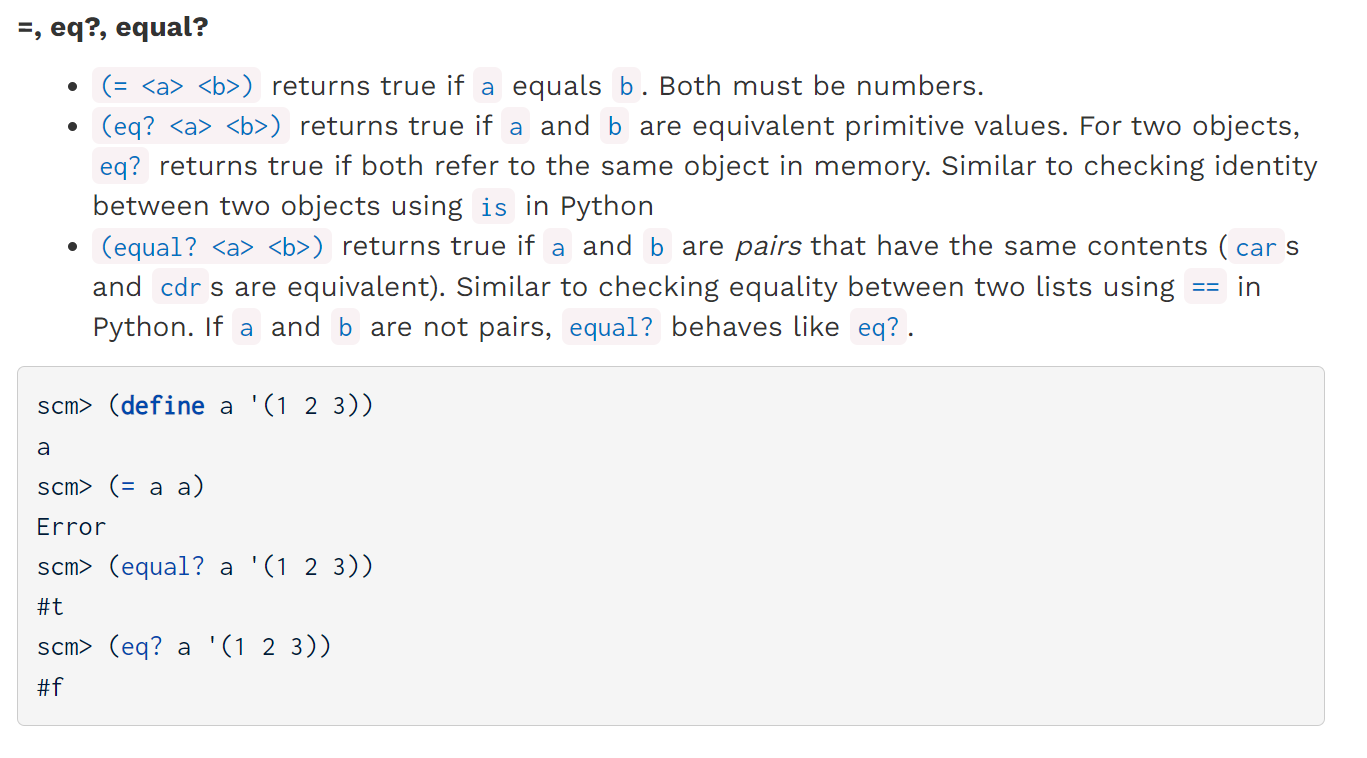 =, eq?, equal?
• (= <a> <b>) returns true if a equals b. Both must be numbers.
• (eq? <a> <b>) returns true if a and b are equivalent primitive values. For two objects,
eq? returns true if both refer to the same object in memory. Similar to checking identity
between two objects using is in Python
• (equal? <a> <b>) returns true if a and b are pairs that have the same contents (car s
and cdr s are equivalent). Similar to checking equality between two lists using == in
Python. If a and b are not pairs, equal? behaves like eq?.
scm> (define a '(1 2 3))
a
scm> (= a a)
Error
scm> (equal? a '(1 2 3))
#t
scm> (eq? a '(1 2 3))
#f